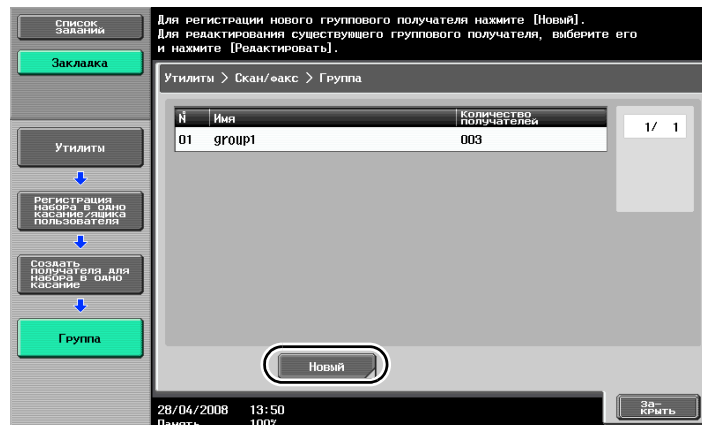 Список
заданий
Закладка
Для регистрации нового группового получателя нажмите [Новый].
Для редактирования существующего группового получателя, выберите его
и нажмите [Редактировать].
Утилиты > Скан/факс > Группа
N Имя Количество получателей
01 group1 003
1/ 1
Утилиты
Регистрация
набора в одно
касание/ящика
пользователя
Создать
получателя для
набора в одно
касание
Группа
Новый
28/04/2008 13:50
Память 100%
За-
крыть